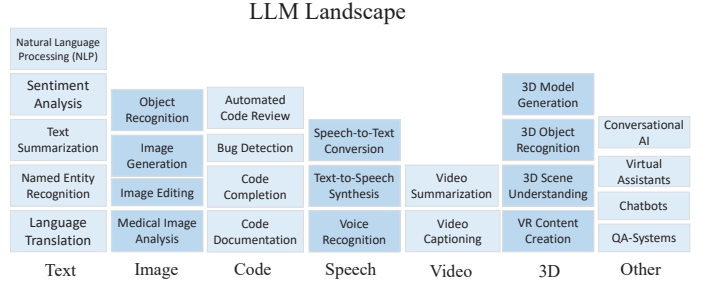 LLM Landscape
Natural Language
Processing (NLP)
Sentiment
Analysis
Text
Summarization
Named Entity
Recognition
Language
Translation
Text
Object
Recognition
Image
Generation
Image Editing
Medical Image
Analysis
Image
Automated
Code Review
Bug Detection
Code
Completion
Code
Documentation
Code
Speech-to-Text
Conversion
Text-to-Speech
Synthesis
Voice
Recognition
Speech
Video
Summarization
Video
Captioning
Video
3D Model
Generation
3D Object
Recognition
3D Scene
Understanding
VR Content
Creation
3D
Conversational
AI
Virtual
Assistants
Chatbots
QA-Systems
Other